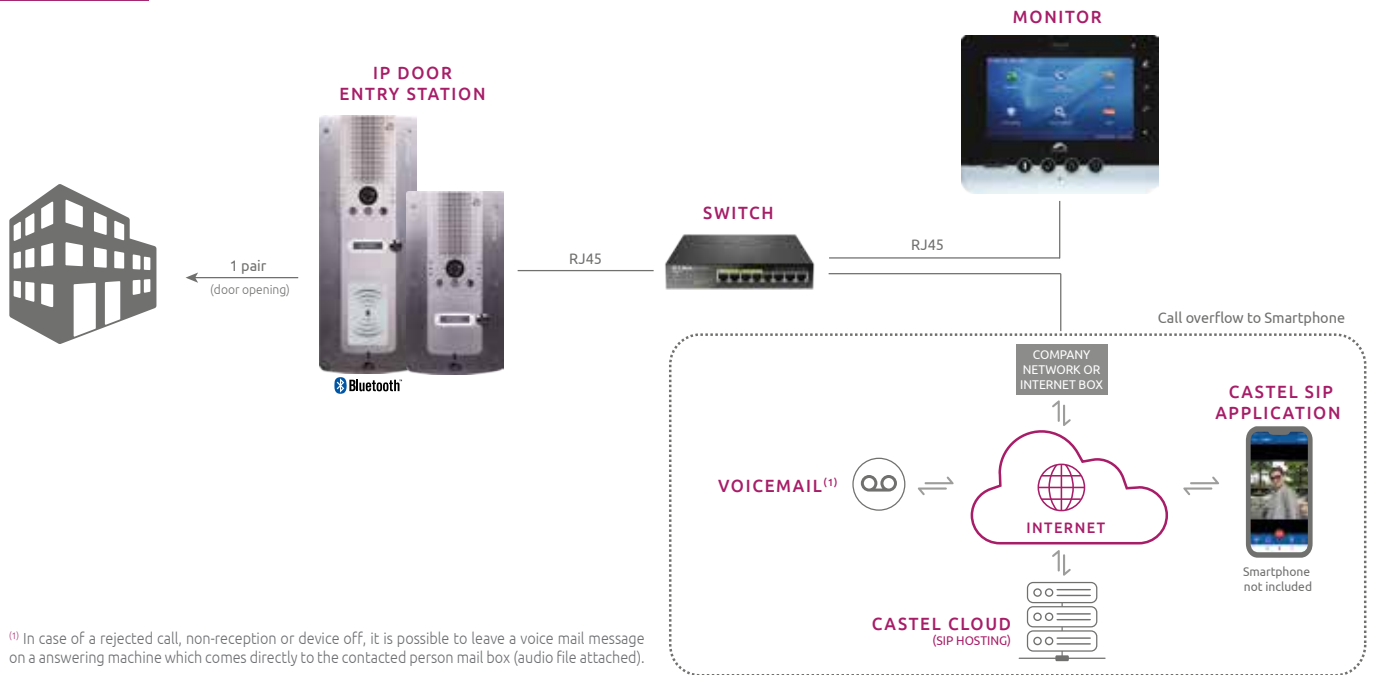 MONITOR
IP DOOR
ENTRY STATION
SWITCH
RJ45
RJ45
1 pair
(door opening)
Bluetooth
Call overflow to Smartphone
COMPANY
NETWORK OR
INTERNET BOX
CASTEL SIP
APPLICATION
VOICEMAIL(1)
INTERNET
Smartphone
not included
CASTEL CLOUD
(SIP HOSTING)
(1) In case of a rejected call, non-reception or device off, it is possible to leave a voice mail message
on a answering machine which comes directly to the contacted person mail box (audio file attached).